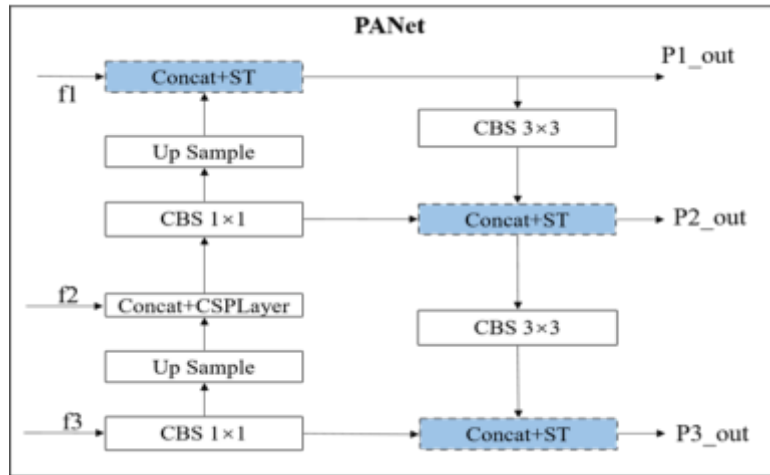 PANet
f1
Concat+ST
P1_out
CBS 3×3
Up Sample
CBS 1×1
Concat+ST
P2_out
f2
Concat+CSPLayer
CBS 3×3
Up Sample
f3
CBS 1×1
Concat+ST
P3_out